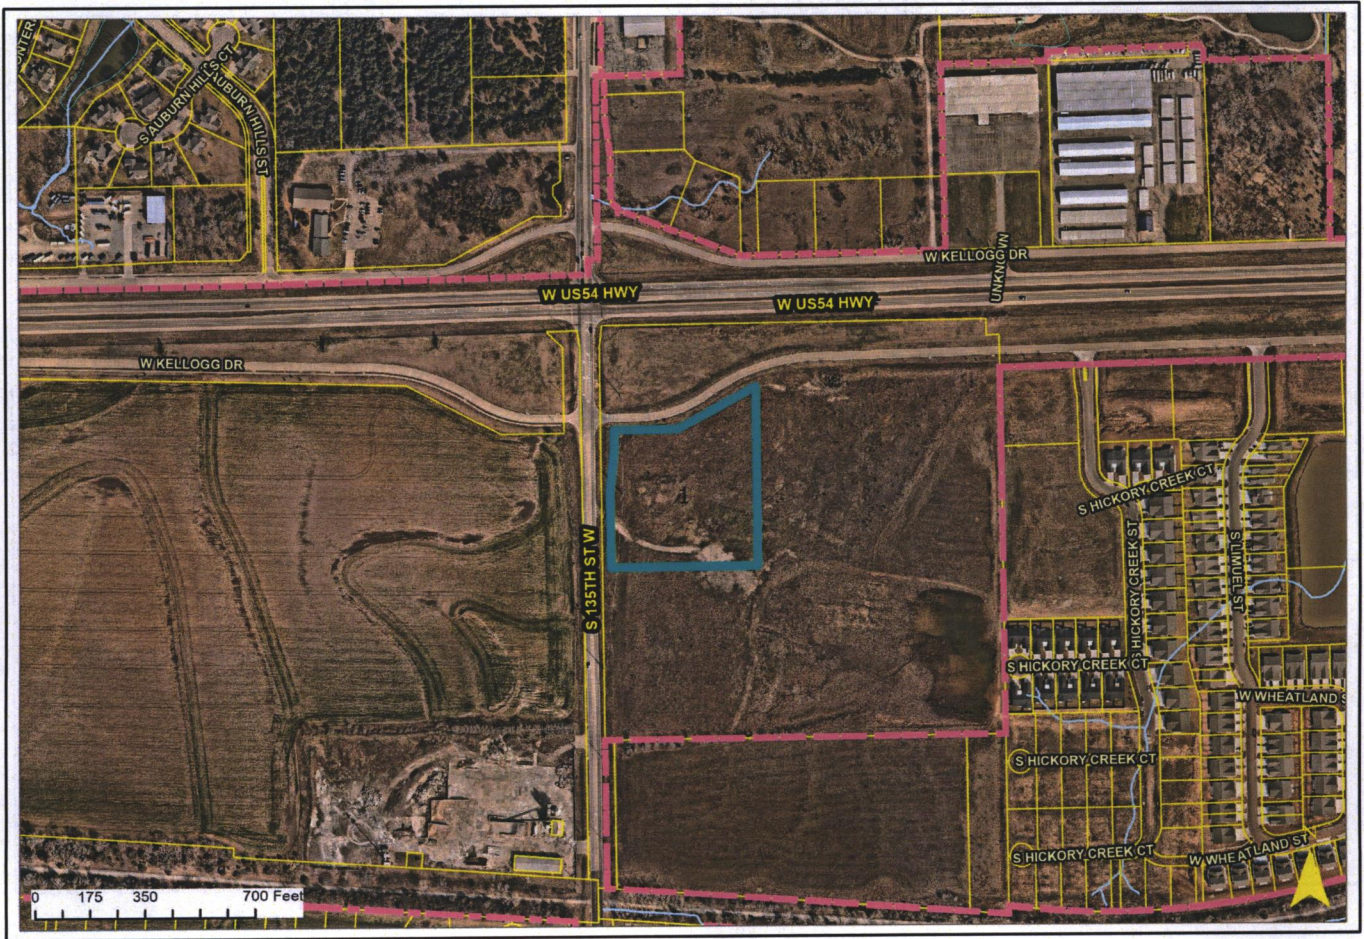 S AUBURN HILLS CT
S AUBURN HILLS ST
W KELLOGG DR
UNKNOWN
W US54 HWY
W US54 HWY
W KELLOGG DR
S HICKORY CREEK CT
S 135TH ST W
S HICKORY CREEK ST
S LIMUEL ST
S HICKORY CREEK CT
W WHEATLAND S
S HICKORY CREEK CT
S HICKORY CREEK CT
W WHEATLAND ST
0 175 350 700 Feet